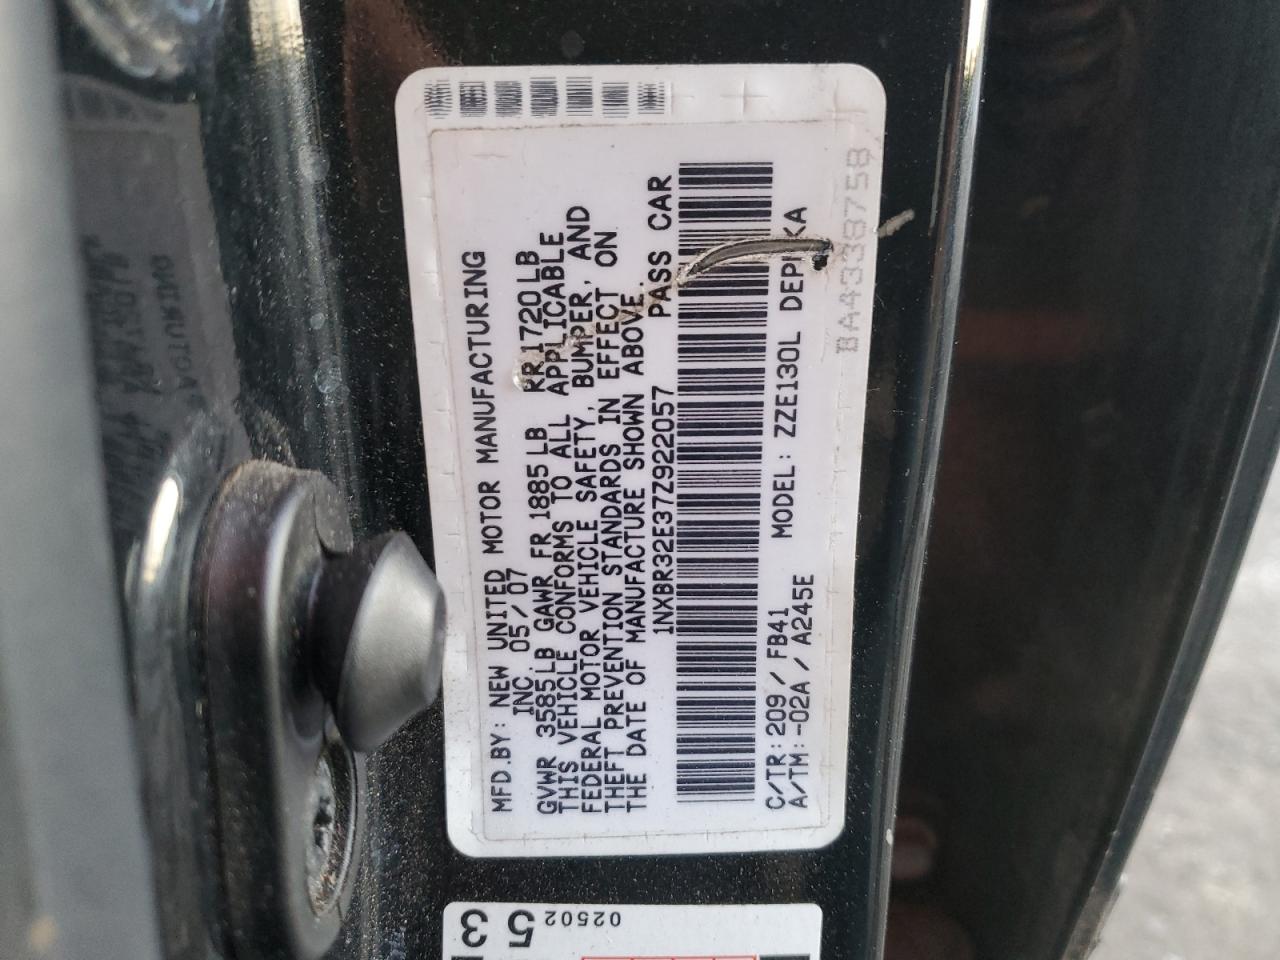 MFD.BY: NEW UNITED MOTOR MANUFACTURING
INC. 05/07
GVWR 3585LB GAWR FR 1885LB RR 1720LB
THIS VEHICLE CONFORMS TO ALL APPLICABLE
FEDERAL MOTOR VEHICLE SAFETY, BUMPER, AND
THEFT PREVENTION STANDARDS IN EFFECT ON
THE DATE OF MANUFACTURE SHOWN ABOVE.
1NXBR32E37Z922057 PASS CAR
C/TR:209/FB41 MODEL: ZZE130L
A/TM:-02A/A245E
BA4338758
02502
5
3